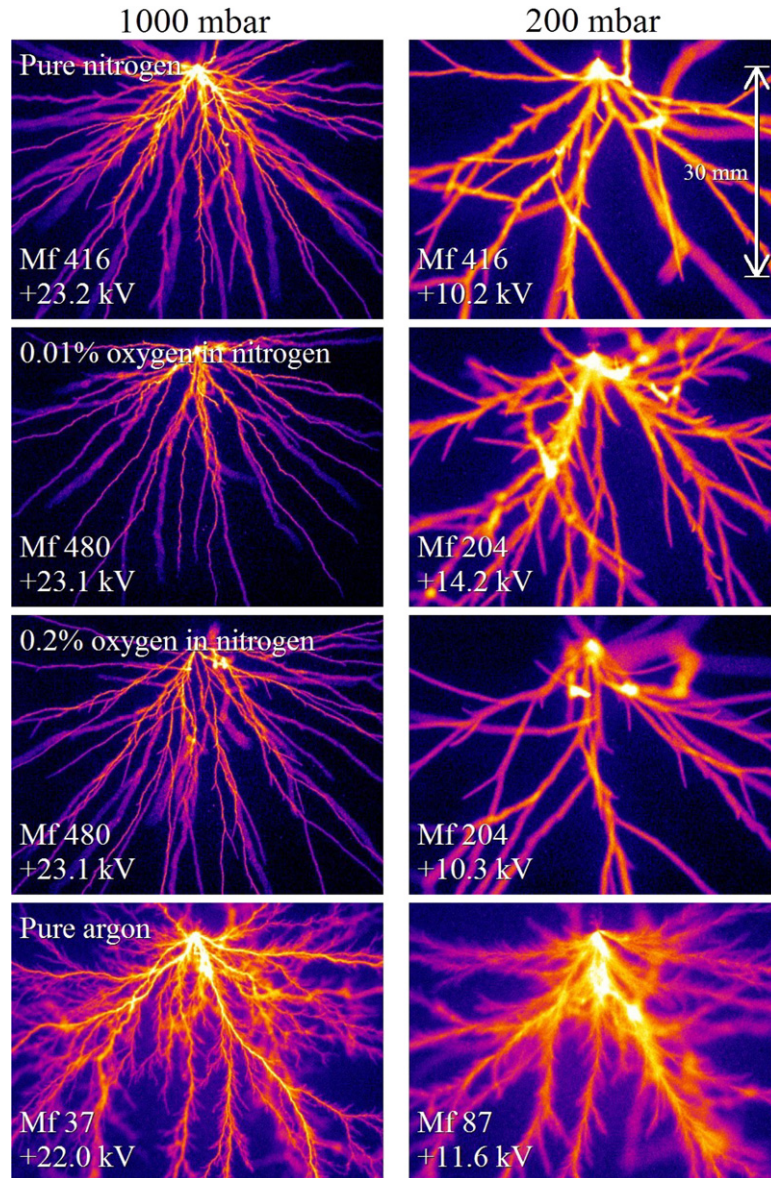 1000 mbar
200 mbar
Pure nitrogen
Mf 416
+23.2 kV
30 mm
Mf 416
+10.2 kV
0.01% oxygen in nitrogen
Mf 480
+23.1 kV
Mf 204
+14.2 kV
0.2% oxygen in nitrogen
Mf 480
+23.1 kV
Mf 204
+10.3 kV
Pure argon
Mf 37
+22.0 kV
Mf 87
+11.6 kV